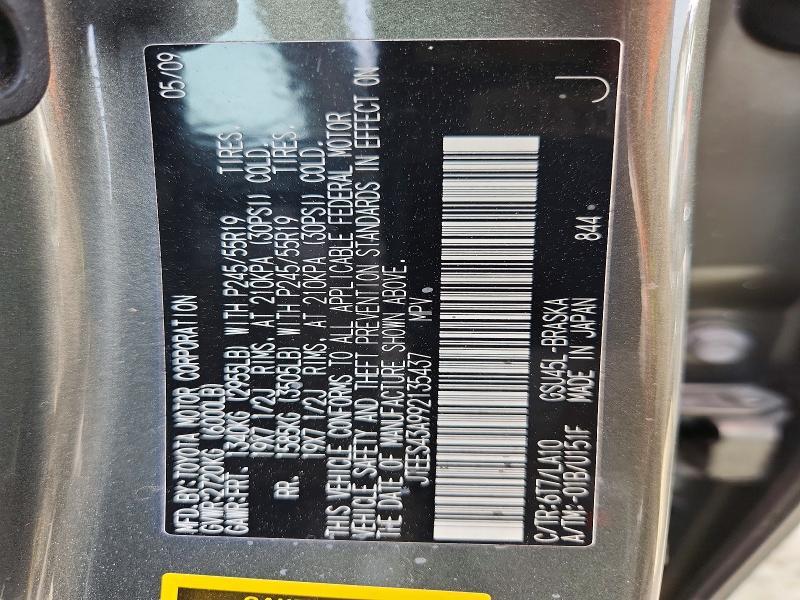 MFD.BY:TOYOTA MOTOR CORPORATION 05/09
GVWR:2720KG (6000LB)
GAWR-FRT. 1340KG (2955LB) WITH P245/55R19 TIRES.
19X7 1/2J RIMS. AT 210KPA (30PSI) COLD.
RR. 1585KG (3505LB) WITH P245/55R19 TIRES.
19X7 1/2J RIMS. AT 210KPA (30PSI) COLD.
THIS VEHICLE CONFORMS TO ALL APPLICABLE FEDERAL MOTOR
VEHICLE SAFETY AND THEFT PREVENTION STANDARDS IN EFFECT ON
THE DATE OF MANUFACTURE SHOWN ABOVE.
JTEES43A992135437 MPV.
C/TR:6T7/LA10 GSU45L-BRASKA 844
A/TM:-01B/U151F MADE IN JAPAN J